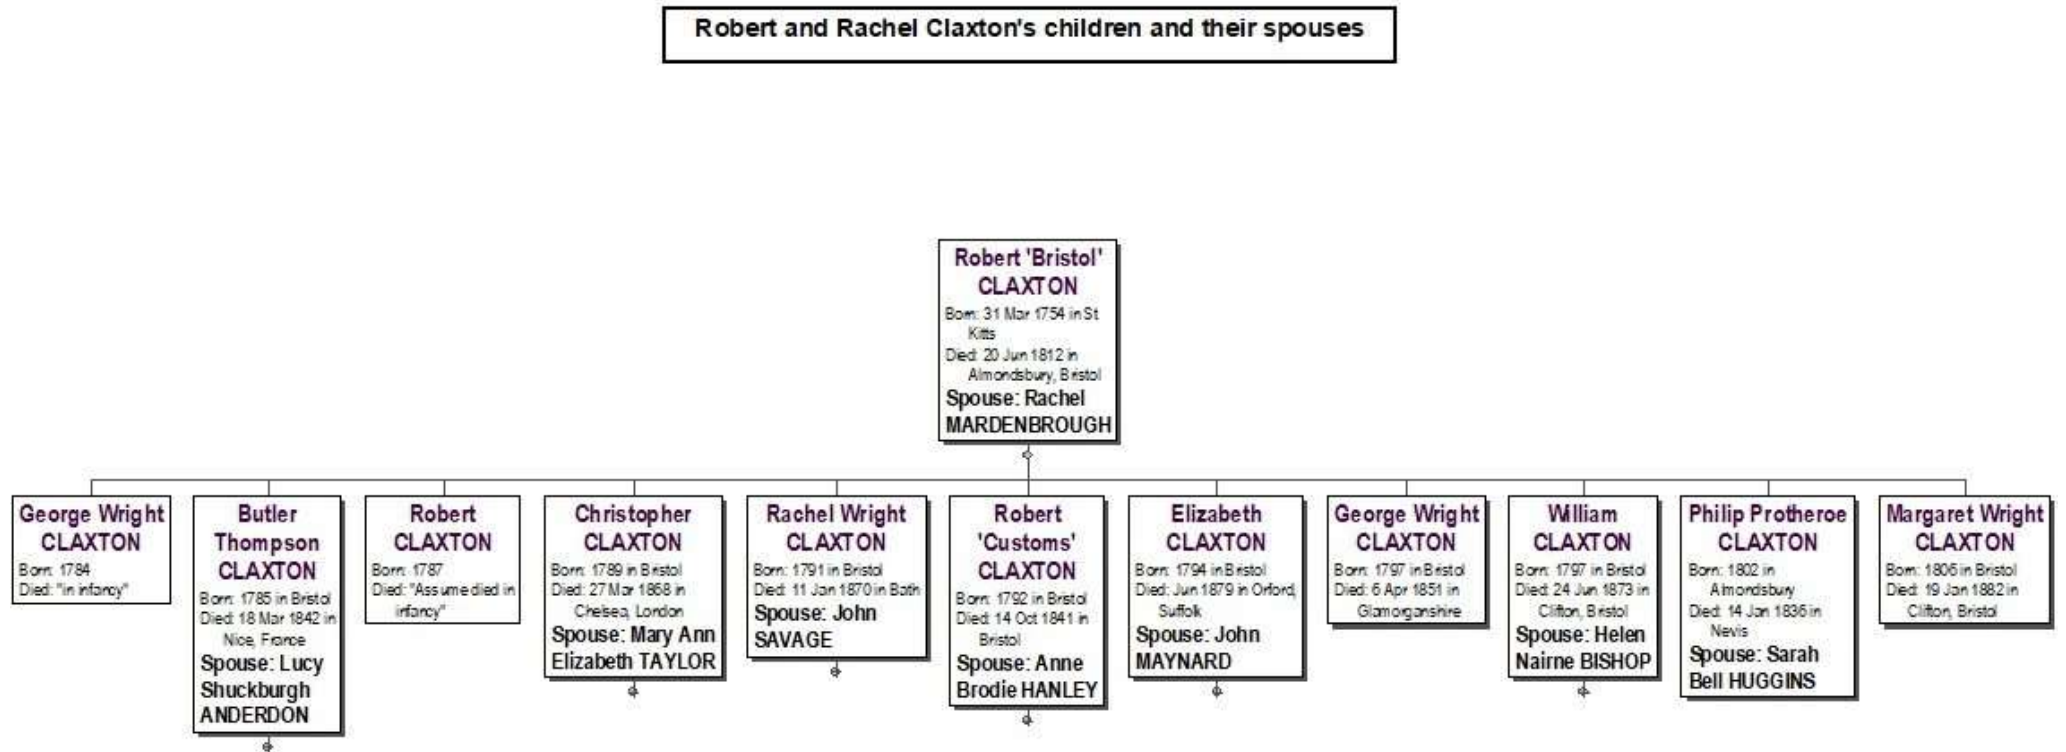 Robert and Rachel Claxton's children and their spouses
Robert 'Bristol'
CLAXTON
Born: 31 Mar 1754 in St
Kitts
Died: 20 Jun 1812 in
Almondsbury, Bristol
Spouse: Rachel
MARDENBROUGH
George Wright
CLAXTON
Born: 1784
Died: "in infancy"
Butler
Thompson
CLAXTON
Born: 1785 in Bristol
Died: 18 Mar 1842 in
Nice, France
Spouse: Lucy
Shuckburgh
ANDERDON
Robert
CLAXTON
Born: 1787
Died: "Assume died in
infancy"
Christopher
CLAXTON
Born: 1789 in Bristol
Died: 27 Mar 1868 in
Chelsea, London
Spouse: Mary Ann
Elizabeth TAYLOR
Rachel Wright
CLAXTON
Born: 1791 in Bristol
Died: 11 Jan 1870 in Bath
Spouse: John
SAVAGE
Robert
'Customs'
CLAXTON
Born: 1792 in Bristol
Died: 14 Oct 1841 in
Bristol
Spouse: Anne
Brodie HANLEY
Elizabeth
CLAXTON
Born: 1794 in Bristol
Died: Jun 1879 in Orford,
Suffolk
Spouse: John
MAYNARD
George Wright
CLAXTON
Born: 1797 in Bristol
Died: 6 Apr 1851 in
Glamorganshire
William
CLAXTON
Born: 1797 in Bristol
Died: 24 Jun 1873 in
Clifton, Bristol
Spouse: Helen
Nairne BISHOP
Philip Protheroe
CLAXTON
Born: 1802 in
Almondsbury
Died: 14 Jan 1836 in
Nevis
Spouse: Sarah
Bell HUGGINS
Margaret Wright
CLAXTON
Born: 1806 in Bristol
Died: 19 Jan 1882 in
Clifton, Bristol